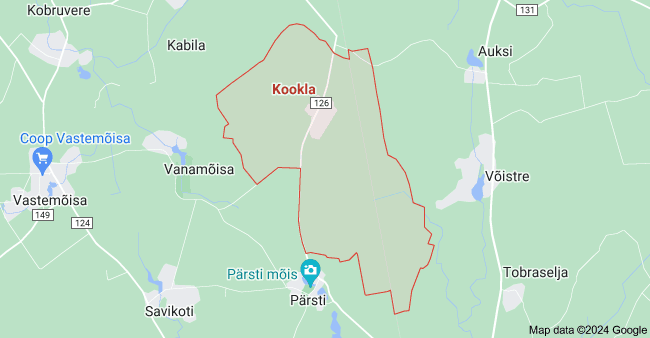 Kobruvere
131
Kabila
Auksi
Kookla
126
Coop Vastemõisa
Vanamõisa
Võistre
Vastemõisa
149
124
Pärsti mõis
Tobraselja
Pärsti
Savikoti
Map data ©2024 Google